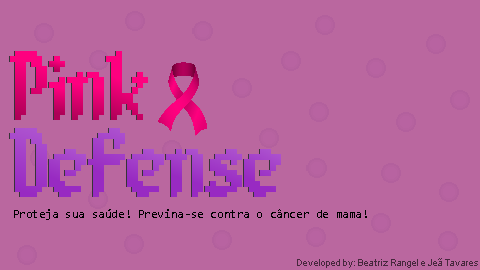 Pink
Defense
Proteja sua saúde! Previna-se contra o câncer de mama!
Developed by: Beatriz Rangel e Jeã Tavares